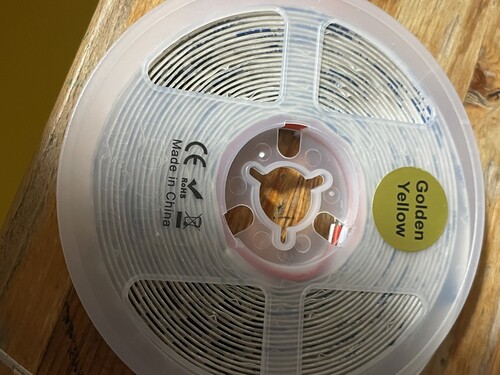 CE
RoHS
Made in China
Golden
Yellow